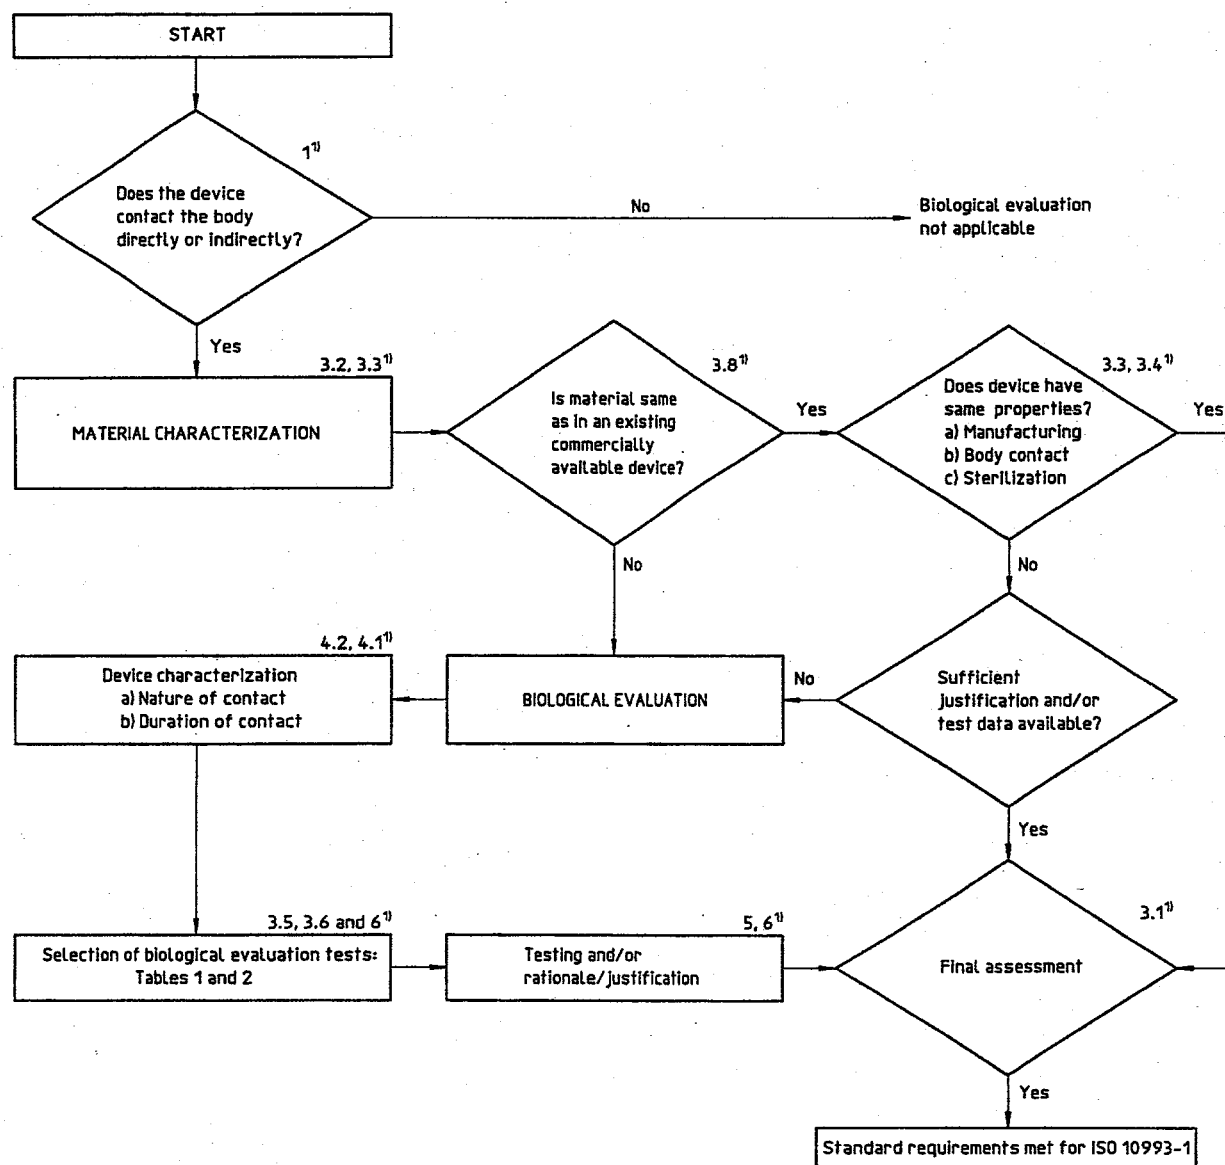 START
1¹⁾
Does the device
contact the body
directly or indirectly?
No
Biological evaluation
not applicable
Yes
3.2, 3.3¹⁾
MATERIAL CHARACTERIZATION
3.8¹⁾
Is material same
as in an existing
commercially
available device?
Yes
3.3, 3.4¹⁾
Does device have
same properties?
a) Manufacturing
b) Body contact
c) Sterilization
Yes
No
No
4.2, 4.1¹⁾
Device characterization
a) Nature of contact
b) Duration of contact
BIOLOGICAL EVALUATION
No
Sufficient
justification and/or
test data available?
Yes
3.5, 3.6 and 6¹⁾
Selection of biological evaluation tests:
Tables 1 and 2
5, 6¹⁾
Testing and/or
rationale/justification
3.1¹⁾
Final assessment
Yes
Standard requirements met for ISO 10993-1